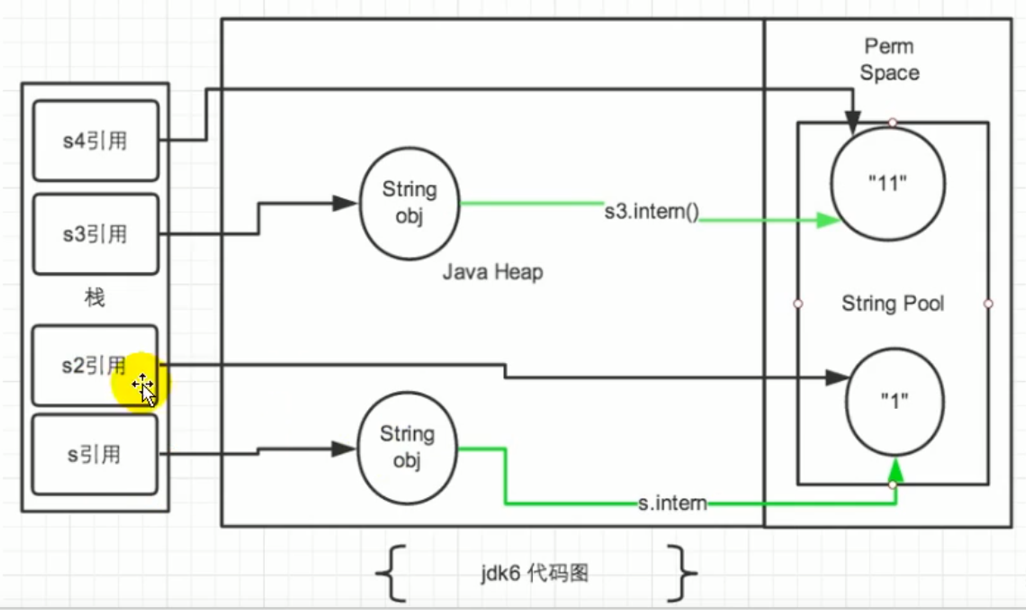 Perm
Space
s4引用
"11"
String
obj
s3.intern()
s3引用
Java Heap
栈
String Pool
s2引用
"1"
String
obj
s引用
s.intern
{ jdk6 代码图 }